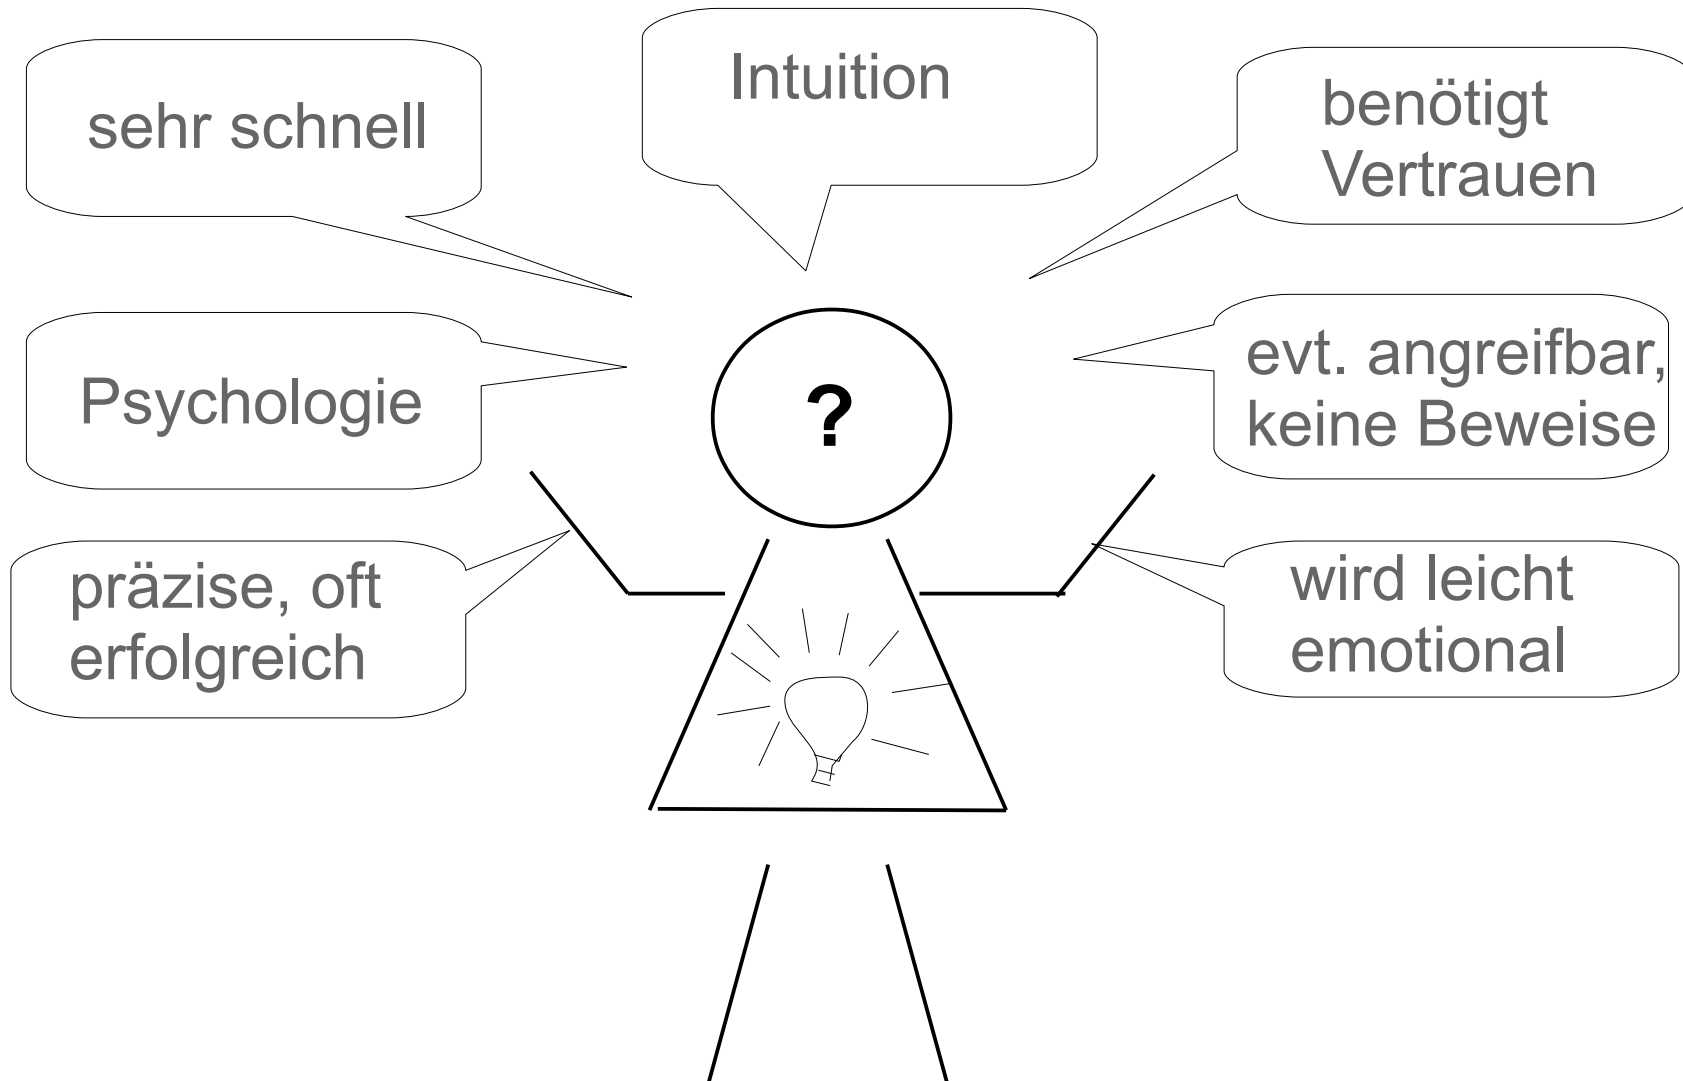 Intuition
sehr schnell
benötigt
Vertrauen
Psychologie
evt. angreifbar,
keine Beweise
?
präzise, oft
erfolgreich
wird leicht
emotional